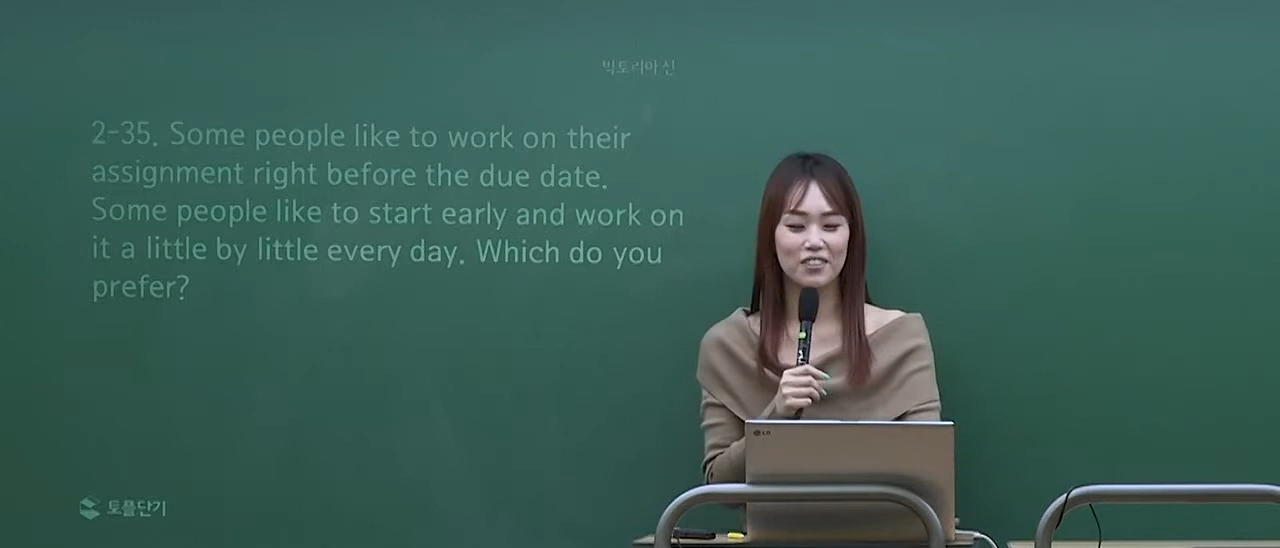 빅토리아 신
2-35. Some people like to work on their
assignment right before the due date.
Some people like to start early and work on
it a little by little every day. Which do you
prefer?
LG
토플단기